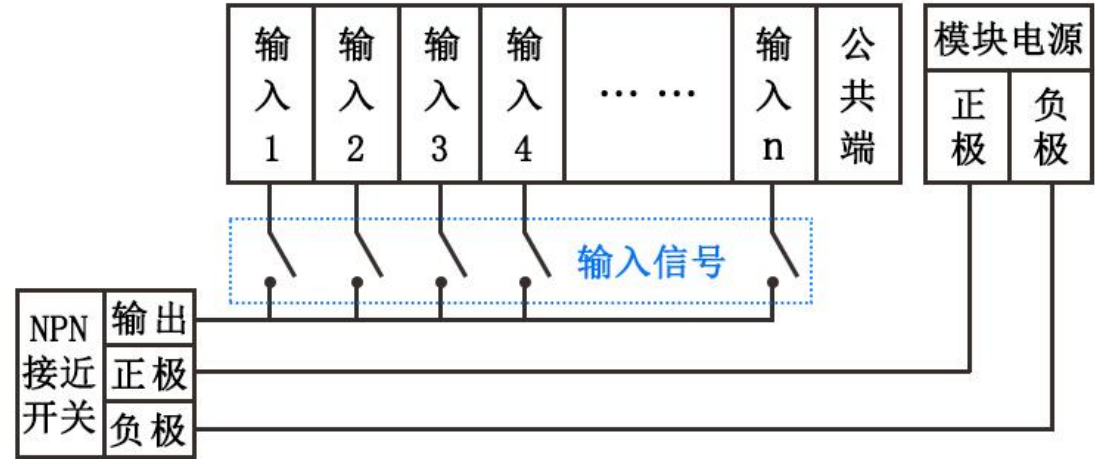 输入1
输入2
输入3
输入4
... ...
输入n
公共端
模块电源
正极
负极
输入信号
NPN接近开关
输出
正极
负极